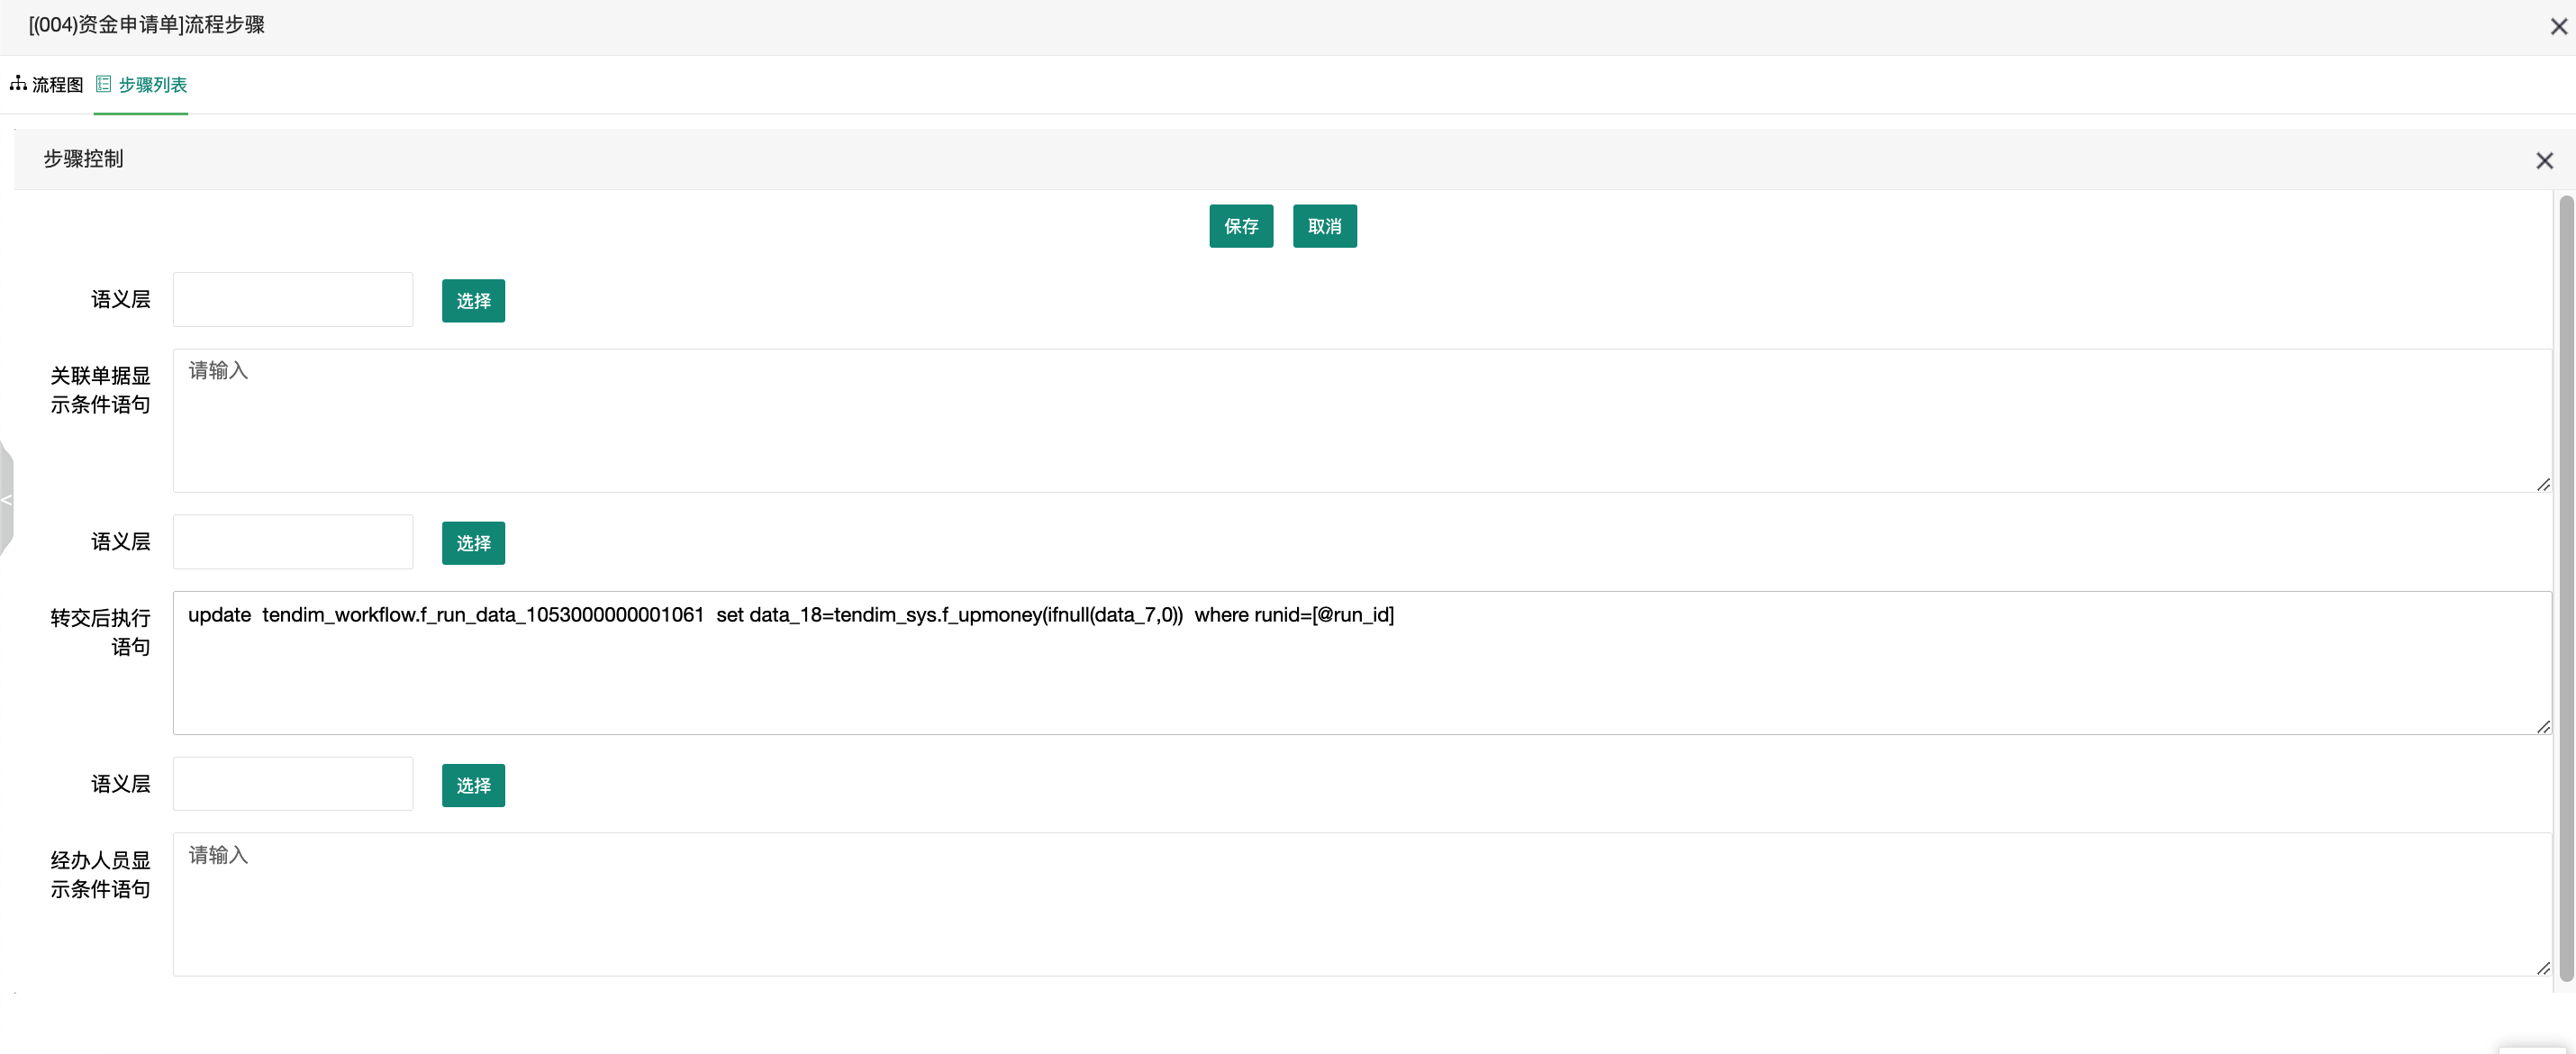 [(004)资金申请单]流程步骤
流程图 步骤列表
步骤控制
保存 取消
语义层 选择
关联单据显
示条件语句
请输入
语义层 选择
转交后执行
语句
update  tendim_workflow.f_run_data_1053000000001061  set data_18=tendim_sys.f_upmoney(ifnull(data_7,0))  where runid=[@run_id]
语义层 选择
经办人员显
示条件语句
请输入